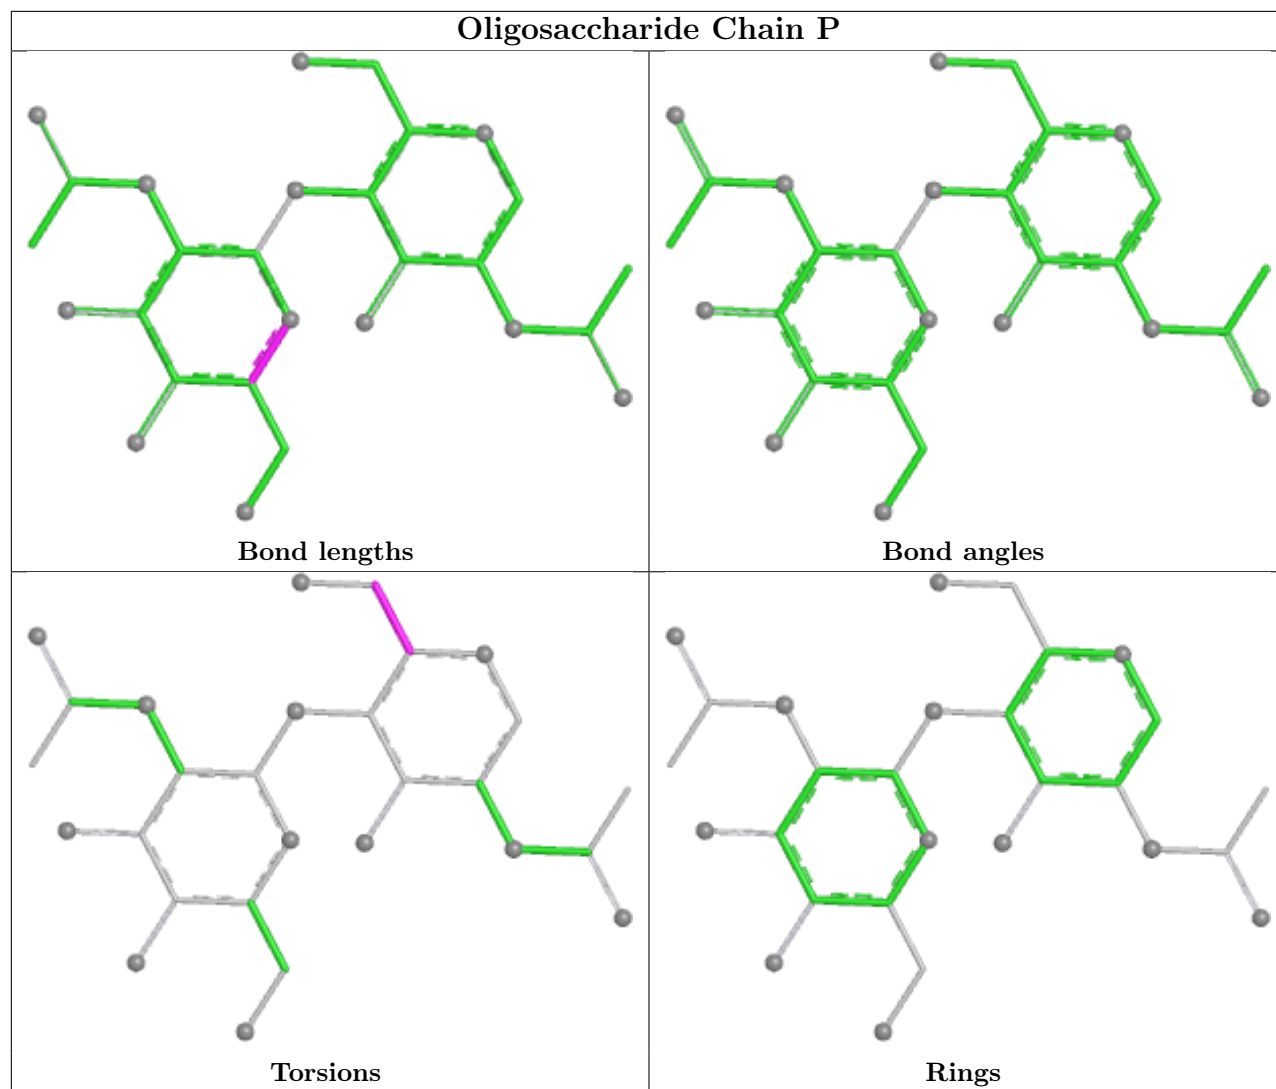 Oligosaccharide Chain P
Bond lengths
Bond angles
Torsions
Rings